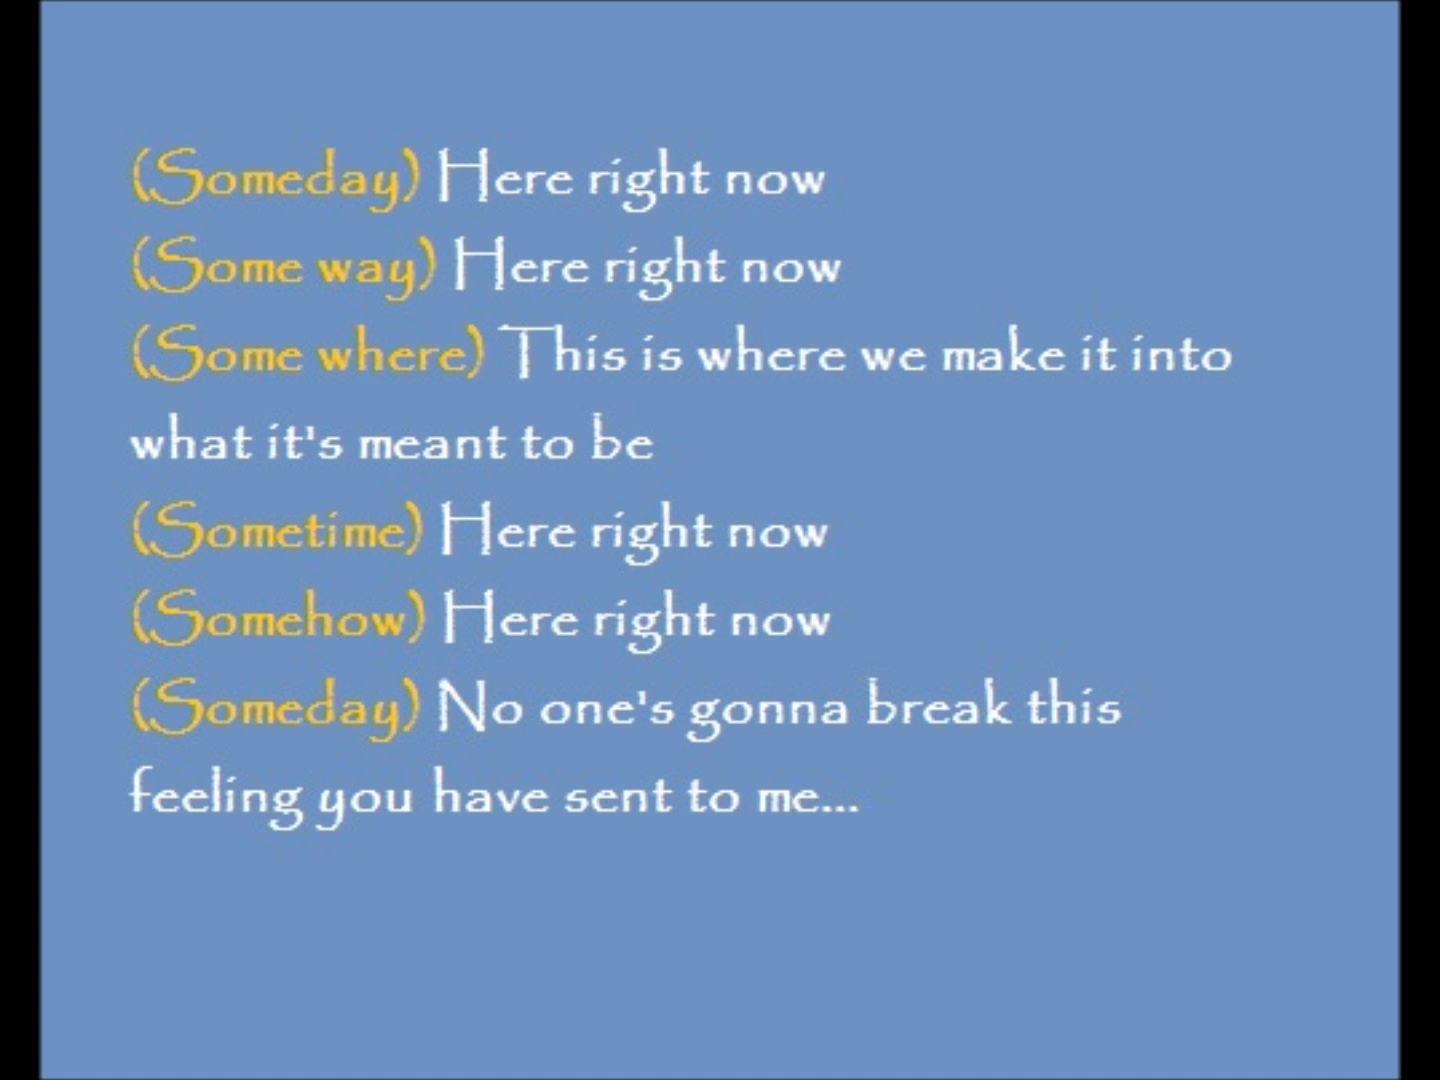 (Someday) Here right now
(Some way) Here right now
(Some where) This is where we make it into
what it's meant to be
(Sometime) Here right now
(Somehow) Here right now
(Someday) No one's gonna break this
feeling you have sent to me...